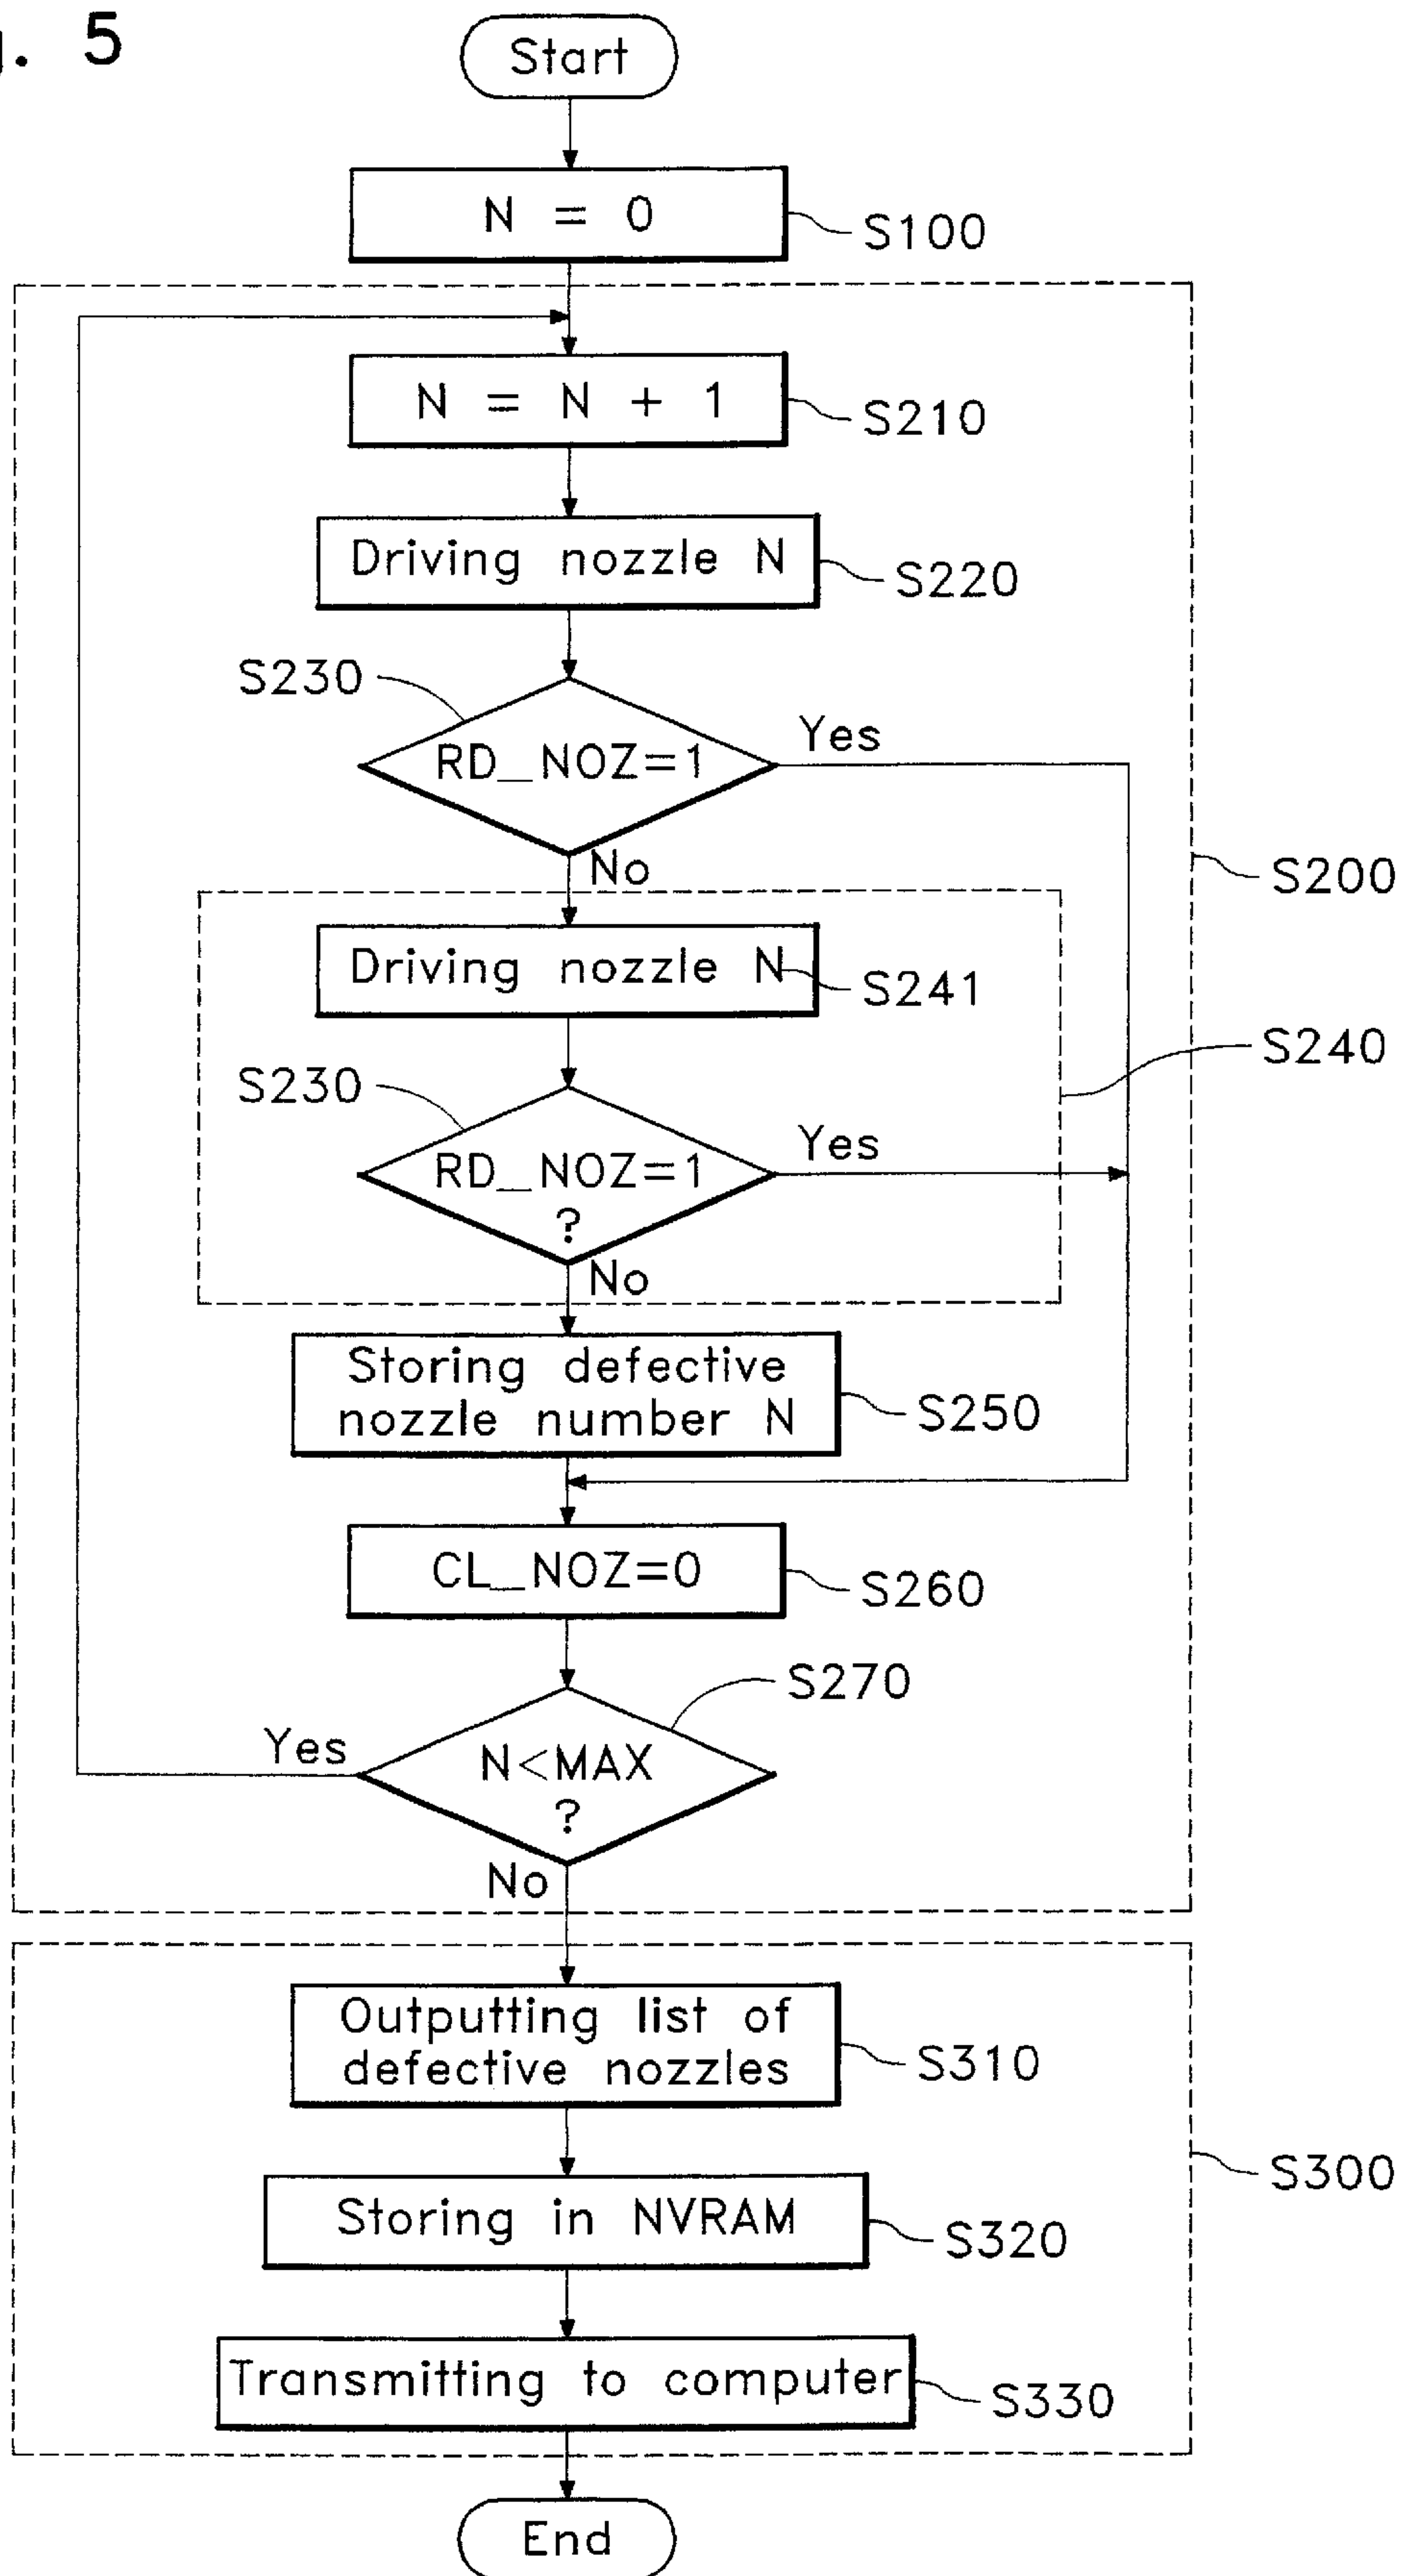 . 5
Start
N = 0
S100
N = N + 1
S210
Driving nozzle N
S220
S230
RD_NOZ=1
Yes
No
S200
Driving nozzle N
S241
S240
S230
RD_NOZ=1
?
Yes
No
Storing defective
nozzle number N
S250
CL_NOZ=0
S260
S270
N<MAX
?
Yes
No
Outputting list of
defective nozzles
S310
Storing in NVRAM
S320
S300
Transmitting to computer
S330
End